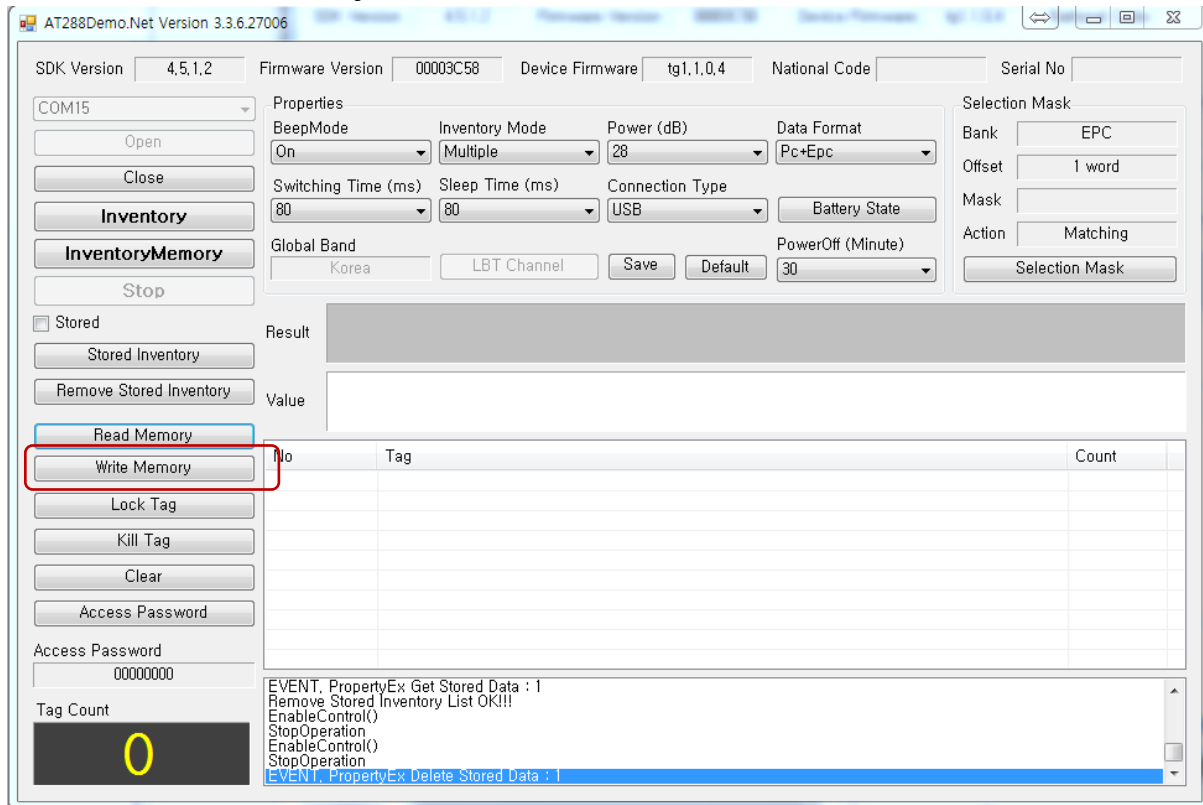 AT288Demo.Net Version 3.3.6.27006
SDK Version 4,5,1,2 Firmware Version 00003C58 Device Firmware tg1,1,0,4 National Code Serial No
COM15
Open
Close
Inventory
InventoryMemory
Stop
Stored
Stored Inventory
Remove Stored Inventory
Read Memory
Write Memory
Lock Tag
Kill Tag
Clear
Access Password
Access Password
00000000
Tag Count
0
Properties
BeepMode Inventory Mode Power (dB) Data Format
On Multiple 28 Pc+Epc
Switching Time (ms) Sleep Time (ms) Connection Type
80 80 USB Battery State
Global Band PowerOff (Minute)
Korea LBT Channel Save Default 30
Selection Mask
Bank EPC
Offset 1 word
Mask
Action Matching
Selection Mask
Result
Value
No Tag Count
EVENT, PropertyEx Get Stored Data : 1
Remove Stored Inventory List OK!!!
EnableControl()
StopOperation
EnableControl()
StopOperation
EVENT, PropertyEx Delete Stored Data : 1